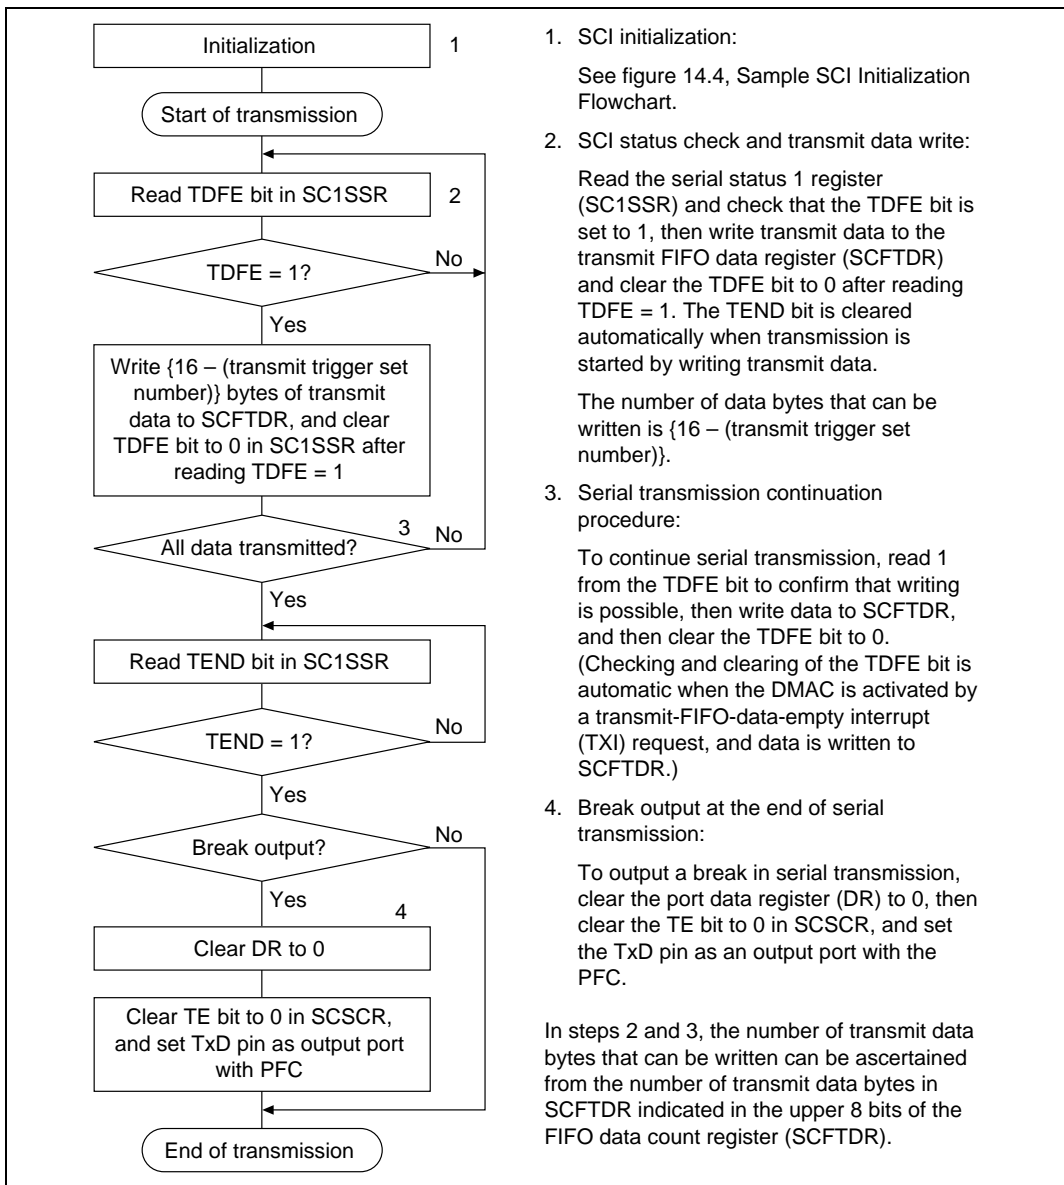 Initialization
1
Start of transmission
Read TDFE bit in SC1SSR
2
TDFE = 1?
No
Yes
Write {16 – (transmit trigger set
number)} bytes of transmit
data to SCFTDR, and clear
TDFE bit to 0 in SC1SSR after
reading TDFE = 1
3
All data transmitted?
No
Yes
Read TEND bit in SC1SSR
TEND = 1?
No
Yes
Break output?
No
Yes
4
Clear DR to 0
Clear TE bit to 0 in SCSCR,
and set TxD pin as output port
with PFC
End of transmission
1. SCI initialization:
See figure 14.4, Sample SCI Initialization
Flowchart.
2. SCI status check and transmit data write:
Read the serial status 1 register
(SC1SSR) and check that the TDFE bit is
set to 1, then write transmit data to the
transmit FIFO data register (SCFTDR)
and clear the TDFE bit to 0 after reading
TDFE = 1. The TEND bit is cleared
automatically when transmission is
started by writing transmit data.
The number of data bytes that can be
written is {16 – (transmit trigger set
number)}.
3. Serial transmission continuation
procedure:
To continue serial transmission, read 1
from the TDFE bit to confirm that writing
is possible, then write data to SCFTDR,
and then clear the TDFE bit to 0.
(Checking and clearing of the TDFE bit is
automatic when the DMAC is activated by
a transmit-FIFO-data-empty interrupt
(TXI) request, and data is written to
SCFTDR.)
4. Break output at the end of serial
transmission:
To output a break in serial transmission,
clear the port data register (DR) to 0, then
clear the TE bit to 0 in SCSCR, and set
the TxD pin as an output port with the
PFC.
In steps 2 and 3, the number of transmit data
bytes that can be written can be ascertained
from the number of transmit data bytes in
SCFTDR indicated in the upper 8 bits of the
FIFO data count register (SCFTDR).